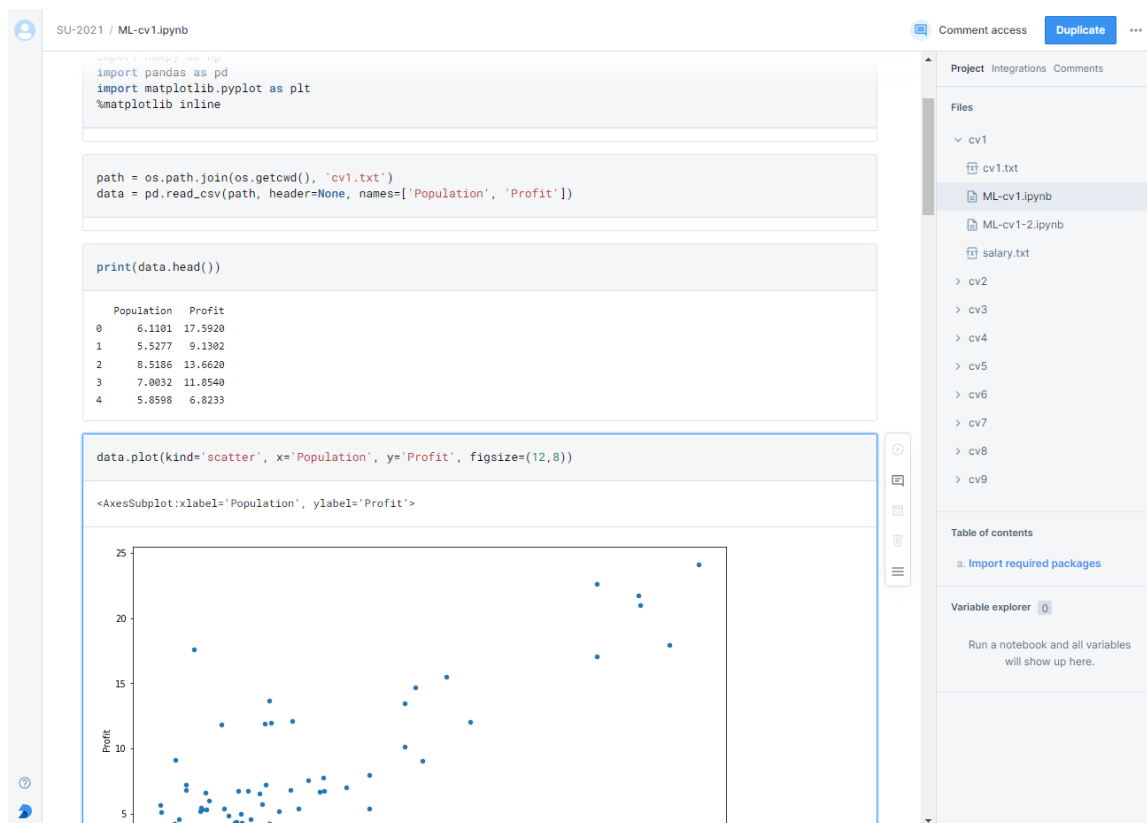 SU-2021 / ML-cv1.ipynb
Comment access
Duplicate
import numpy as np
import pandas as pd
import matplotlib.pyplot as plt
%matplotlib inline
path = os.path.join(os.getcwd(), 'cv1.txt')
data = pd.read_csv(path, header=None, names=['Population', 'Profit'])
print(data.head())
Population Profit
0 6.1101 17.5920
1 5.5277 9.1302
2 8.5186 13.6620
3 7.0032 11.8540
4 5.8598 6.8233
data.plot(kind='scatter', x='Population', y='Profit', figsize=(12,8))
<AxesSubplot:xlabel='Population', ylabel='Profit'>
25
20
15
10
5
Profit
Project Integrations Comments
Files
cv1
TXT cv1.txt
ML-cv1.ipynb
ML-cv1-2.ipynb
TXT salary.txt
cv2
cv3
cv4
cv5
cv6
cv7
cv8
cv9
Table of contents
a. Import required packages
Variable explorer 0
Run a notebook and all variables
will show up here.